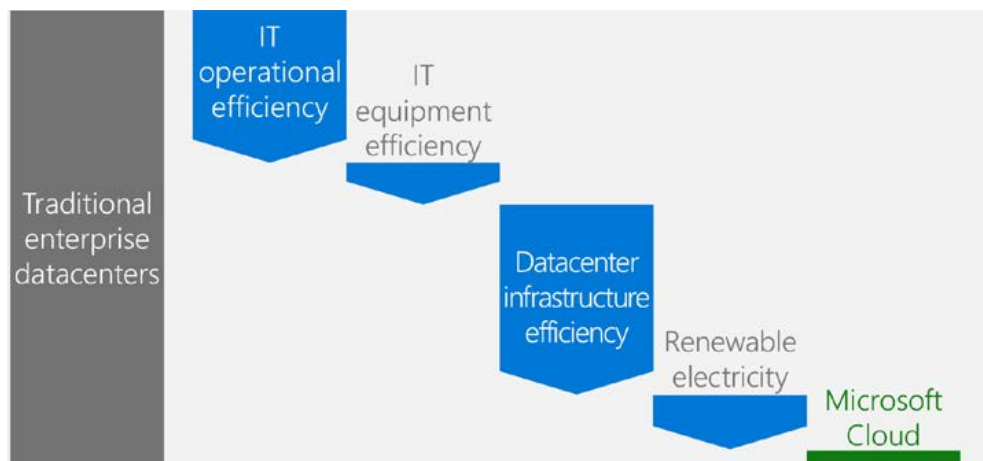 Traditional
enterprise
datacenters
IT
operational
efficiency
IT
equipment
efficiency
Datacenter
infrastructure
efficiency
Renewable
electricity
Microsoft
Cloud